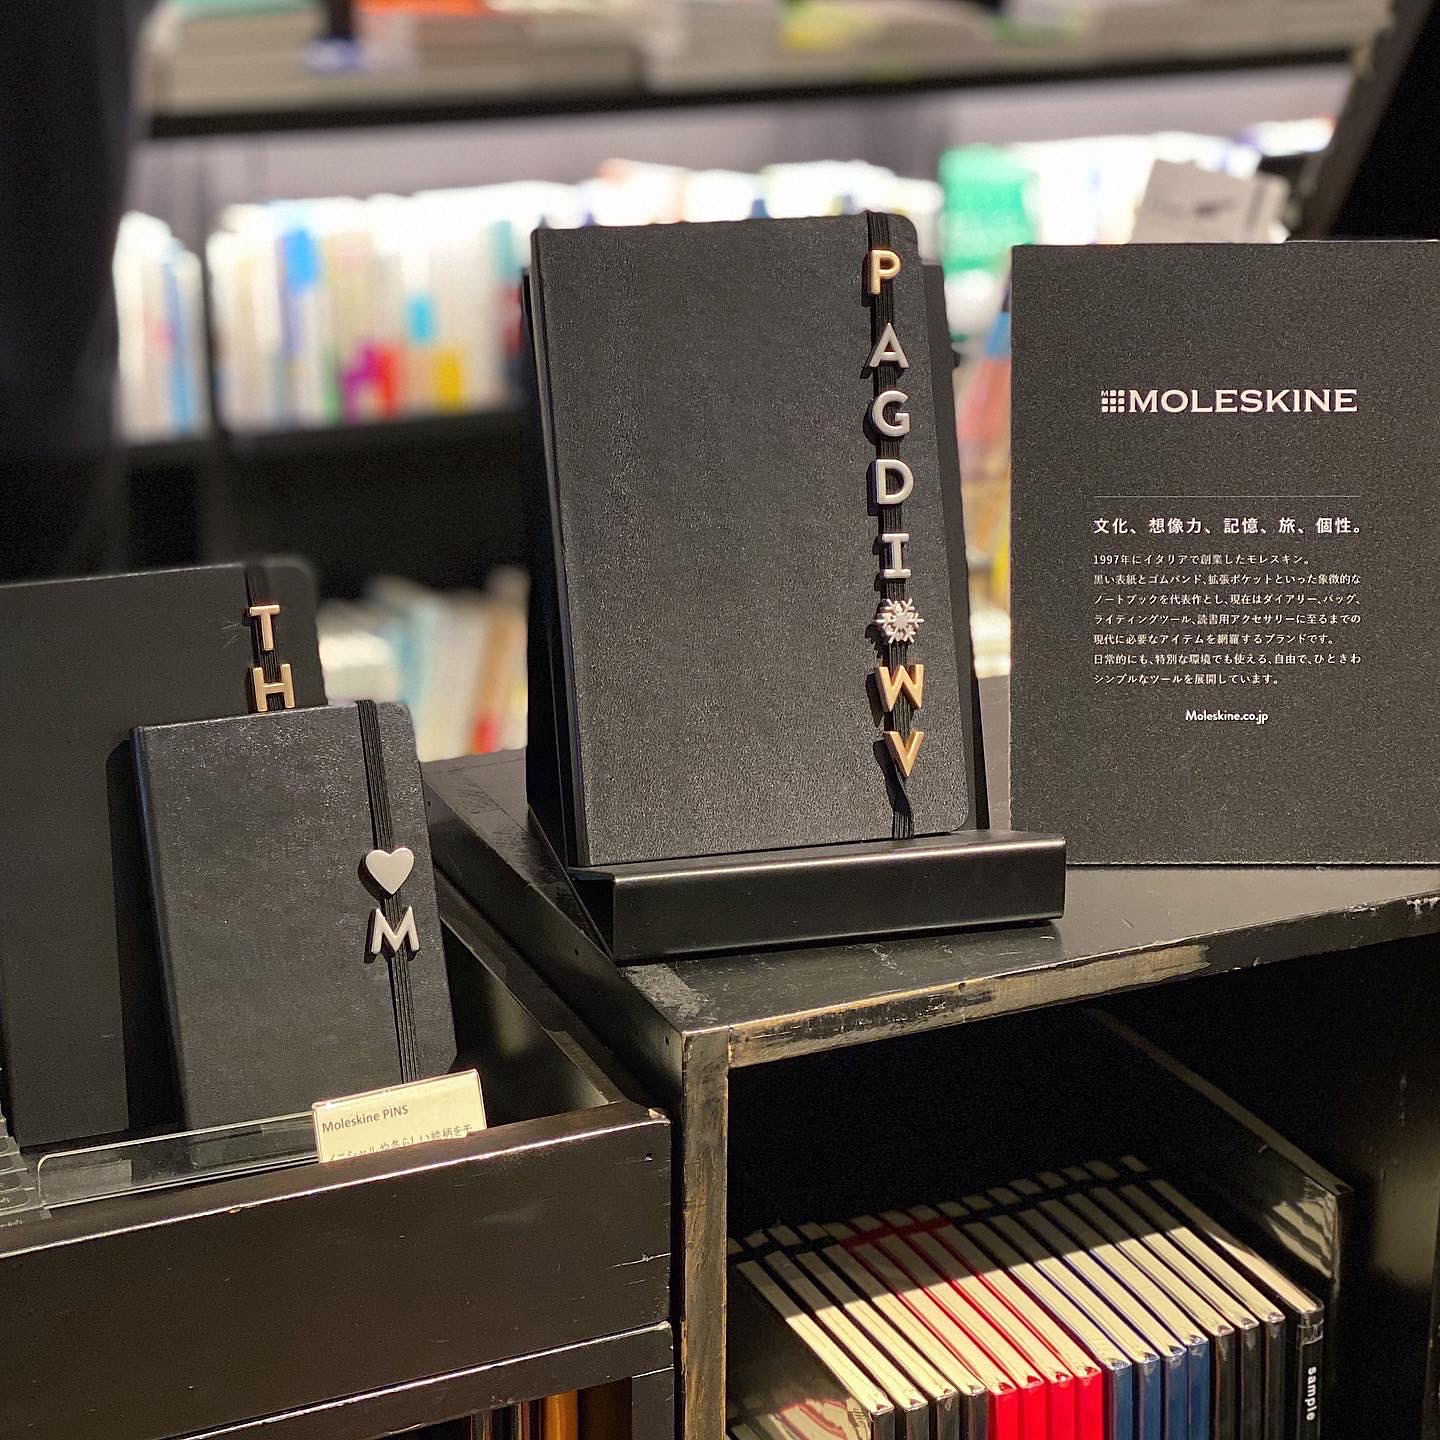 P
A
G
D
I
W
V
T
H
M
MOLESKINE
文化、想像力、記憶、旅、個性。
1997年にイタリアで創業したモレスキン。
黒い表紙とゴムバンド、拡張ポケットといった象徴的な
ノートブックを代表作とし、現在はダイアリー、バッグ、
ライティングツール、読書用アクセサリーに至るまでの
現代に必要なアイテムを網羅するブランドです。
日常的にも、特別な環境でも使える、自由で、ひときわ
シンプルなツールを展開しています。
Moleskine.co.jp
Moleskine PINS
sample